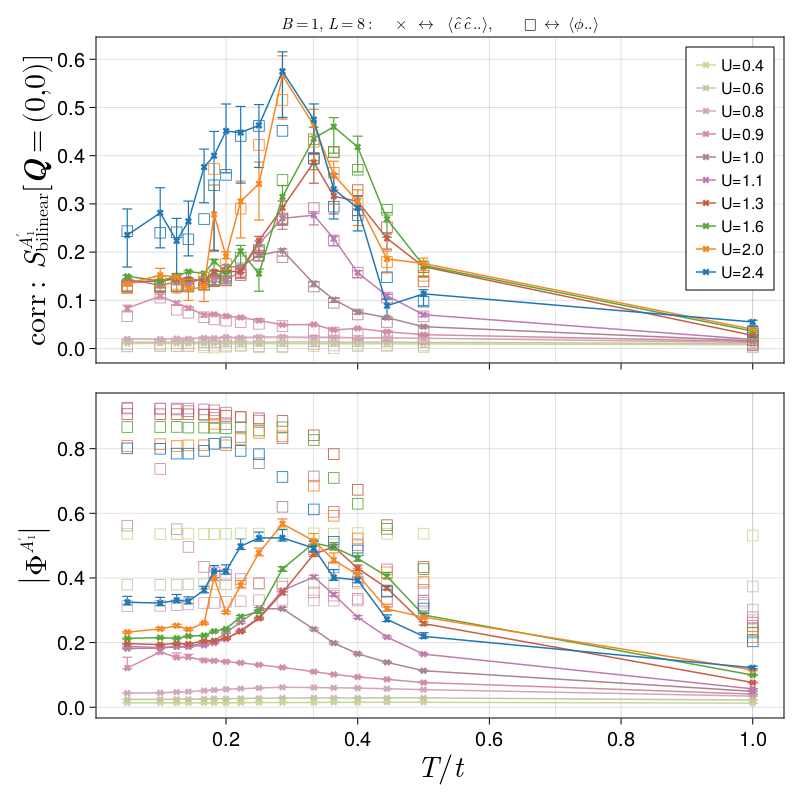 B = 1, L = 8 :   × ↔ ⟨ĉ ĉ ..⟩,   □ ↔ ⟨ϕ..⟩
corr : S^{A₁′}_{bilinear}[Q = (0,0)]
0.6
0.5
0.4
0.3
0.2
0.1
0.0
U=0.4
U=0.6
U=0.8
U=0.9
U=1.0
U=1.1
U=1.3
U=1.6
U=2.0
U=2.4
|Φ^{A₁′}|
0.8
0.6
0.4
0.2
0.0
0.2 0.4 0.6 0.8 1.0
T/t